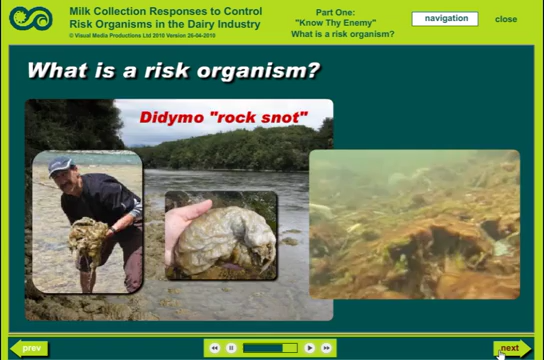 Milk Collection Responses to Control
Risk Organisms in the Dairy Industry
© Visual Media Productions Ltd 2010 Version 26-04-2010
Part One:
"Know Thy Enemy"
What is a risk organism?
navigation
close
What is a risk organism?
Didymo "rock snot"
prev
next